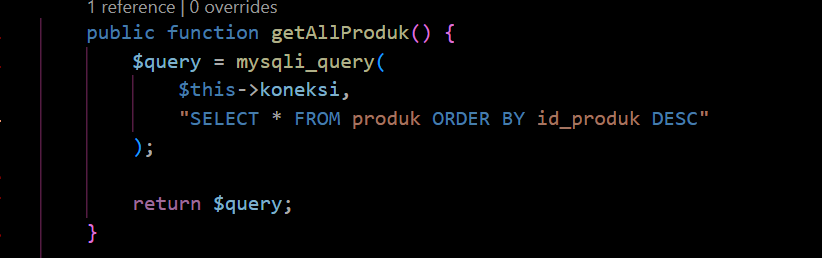 1 reference | 0 overrides
public function getAllProduk() {
$query = mysqli_query(
$this->koneksi,
"SELECT * FROM produk ORDER BY id_produk DESC"
);
return $query;
}